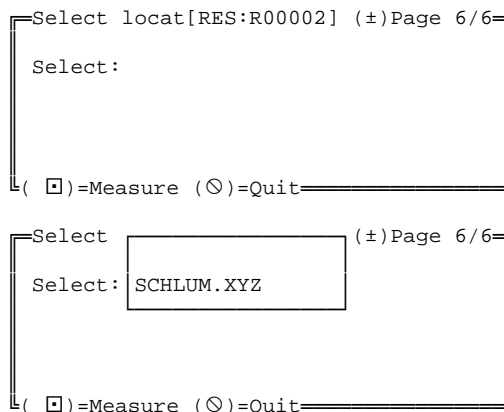 Select locat[RES:R00002] (±)Page 6/6
Select:
( ⊡)=Measure (⃠)=Quit
Select (±)Page 6/6
Select: SCHLUM.XYZ
( ⊡)=Measure (⃠)=Quit